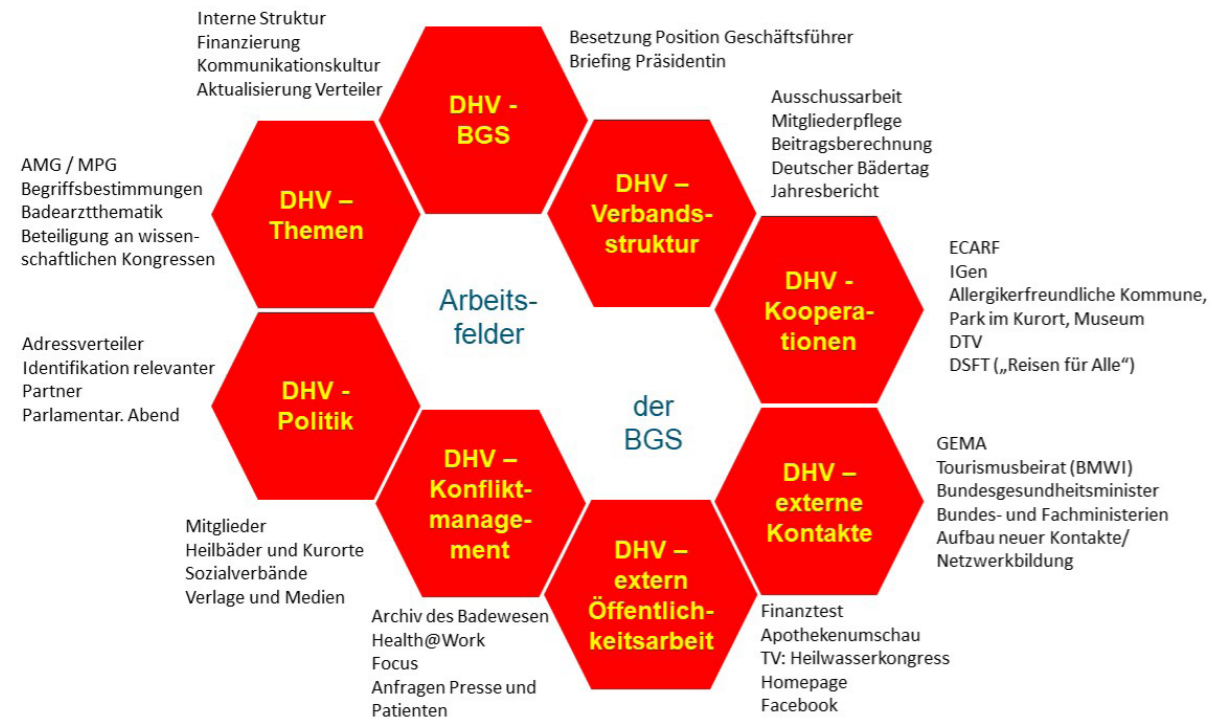 Interne Struktur
Finanzierung
Kommunikationskultur
Aktualisierung Verteiler
DHV -
BGS
Besetzung Position Geschäftsführer
Briefing Präsidentin
DHV –
Verbands-
struktur
Ausschussarbeit
Mitgliederpflege
Beitragsberechnung
Deutscher Bädertag
Jahresbericht
DHV -
Koopera-
tionen
ECARF
IGen
Allergikerfreundliche Kommune,
Park im Kurort, Museum
DTV
DSFT („Reisen für Alle“)
DHV –
externe
Kontakte
GEMA
Tourismusbeirat (BMWI)
Bundesgesundheitsminister
Bundes- und Fachministerien
Aufbau neuer Kontakte/
Netzwerkbildung
DHV –
extern
Öffentlich-
keitsarbeit
Finanztest
Apothekenumschau
TV: Heilwasserkongress
Homepage
Facebook
Archiv des Badewesen
Health@Work
Focus
Anfragen Presse und
Patienten
DHV –
Konflikt-
manage-
ment
Mitglieder
Heilbäder und Kurorte
Sozialverbände
Verlage und Medien
DHV -
Politik
Adressverteiler
Identifikation relevanter
Partner
Parlamentar. Abend
DHV –
Themen
AMG / MPG
Begriffsbestimmungen
Badearztthematik
Beteiligung an wissen-
schaftlichen Kongressen
Arbeits-
felder
der
BGS